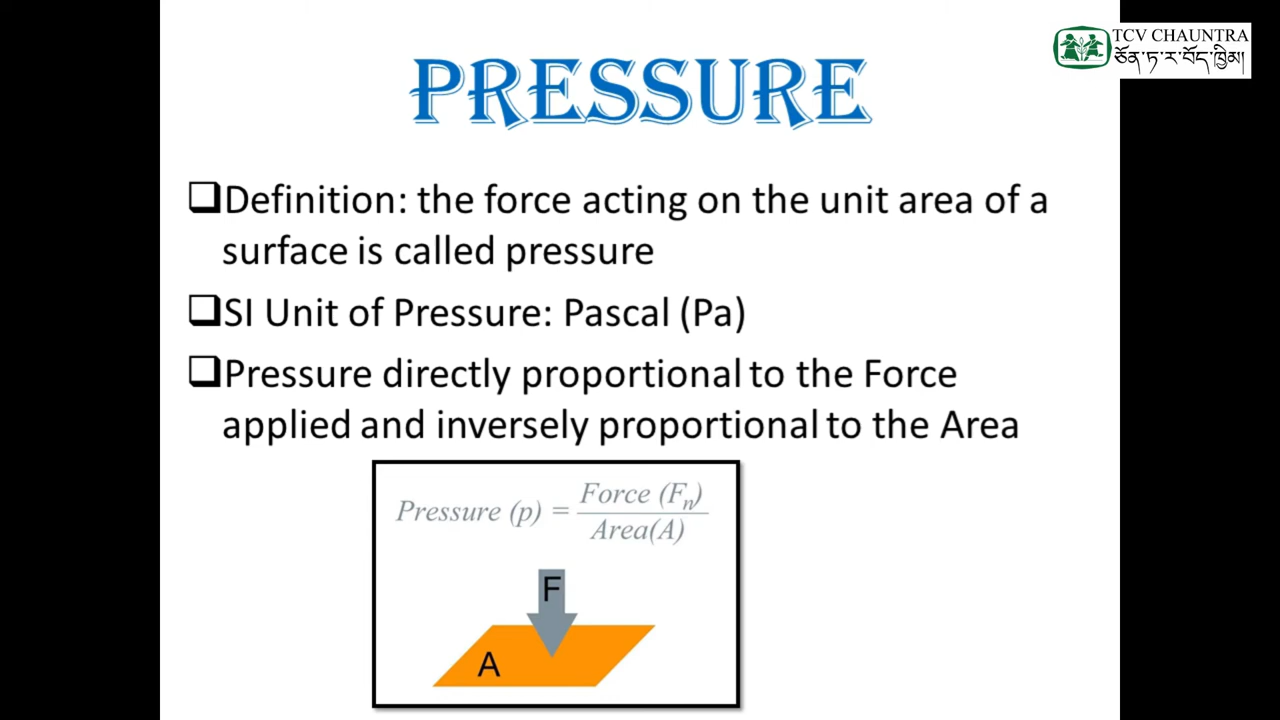 TCV CHAUNTRA
ཅོན་ཏ་ར་བོད་ཁྱིམ།
PRESSURE
❑Definition: the force acting on the unit area of a
surface is called pressure
❑SI Unit of Pressure: Pascal (Pa)
❑Pressure directly proportional to the Force
applied and inversely proportional to the Area
Pressure (p) = Force (Fn)
Area(A)
F
A